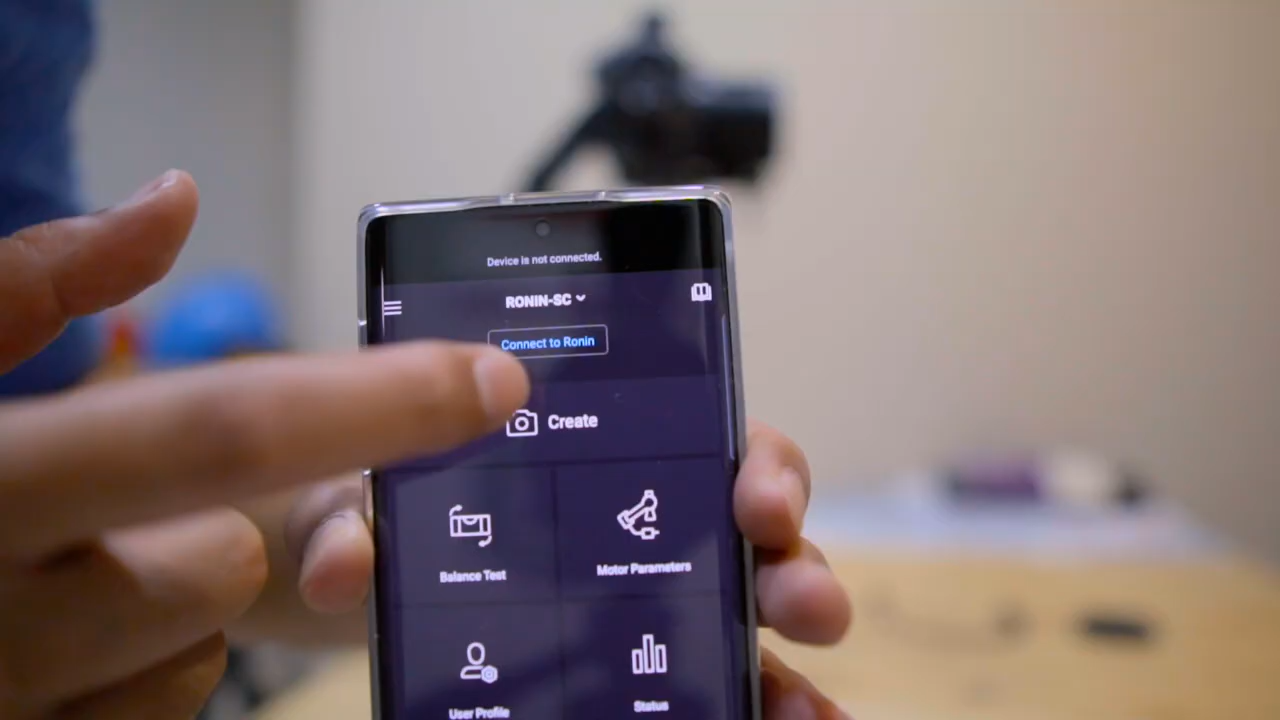 Device is not connected.
RONIN-SC
Connect to Ronin
Create
Balance Test
Motor Parameters
User Profile
Status